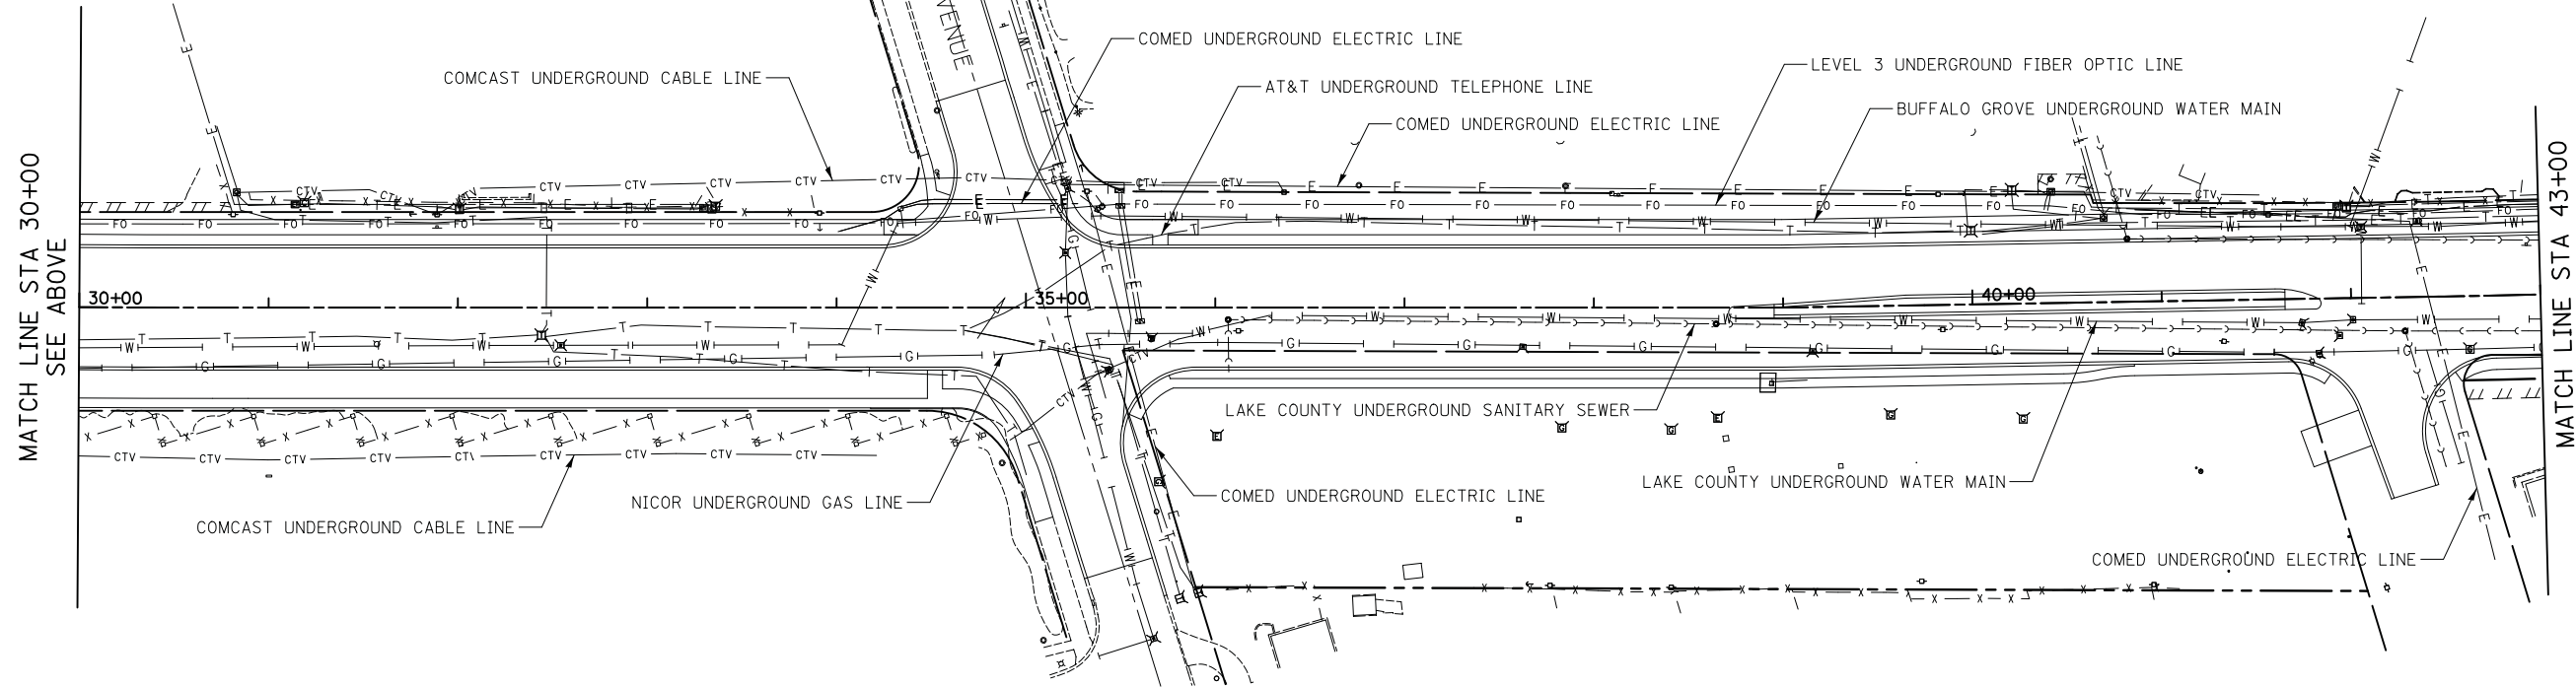 COMED UNDERGROUND ELECTRIC LINE
COMCAST UNDERGROUND CABLE LINE
LEVEL 3 UNDERGROUND FIBER OPTIC LINE
AT&T UNDERGROUND TELEPHONE LINE
BUFFALO GROVE UNDERGROUND WATER MAIN
COMED UNDERGROUND ELECTRIC LINE
VENUE
MATCH LINE STA 30+00
SEE ABOVE
MATCH LINE STA 43+00
30+00
35+00
40+00
LAKE COUNTY UNDERGROUND SANITARY SEWER
LAKE COUNTY UNDERGROUND WATER MAIN
COMED UNDERGROUND ELECTRIC LINE
NICOR UNDERGROUND GAS LINE
COMCAST UNDERGROUND CABLE LINE
COMED UNDERGROUND ELECTRIC LINE